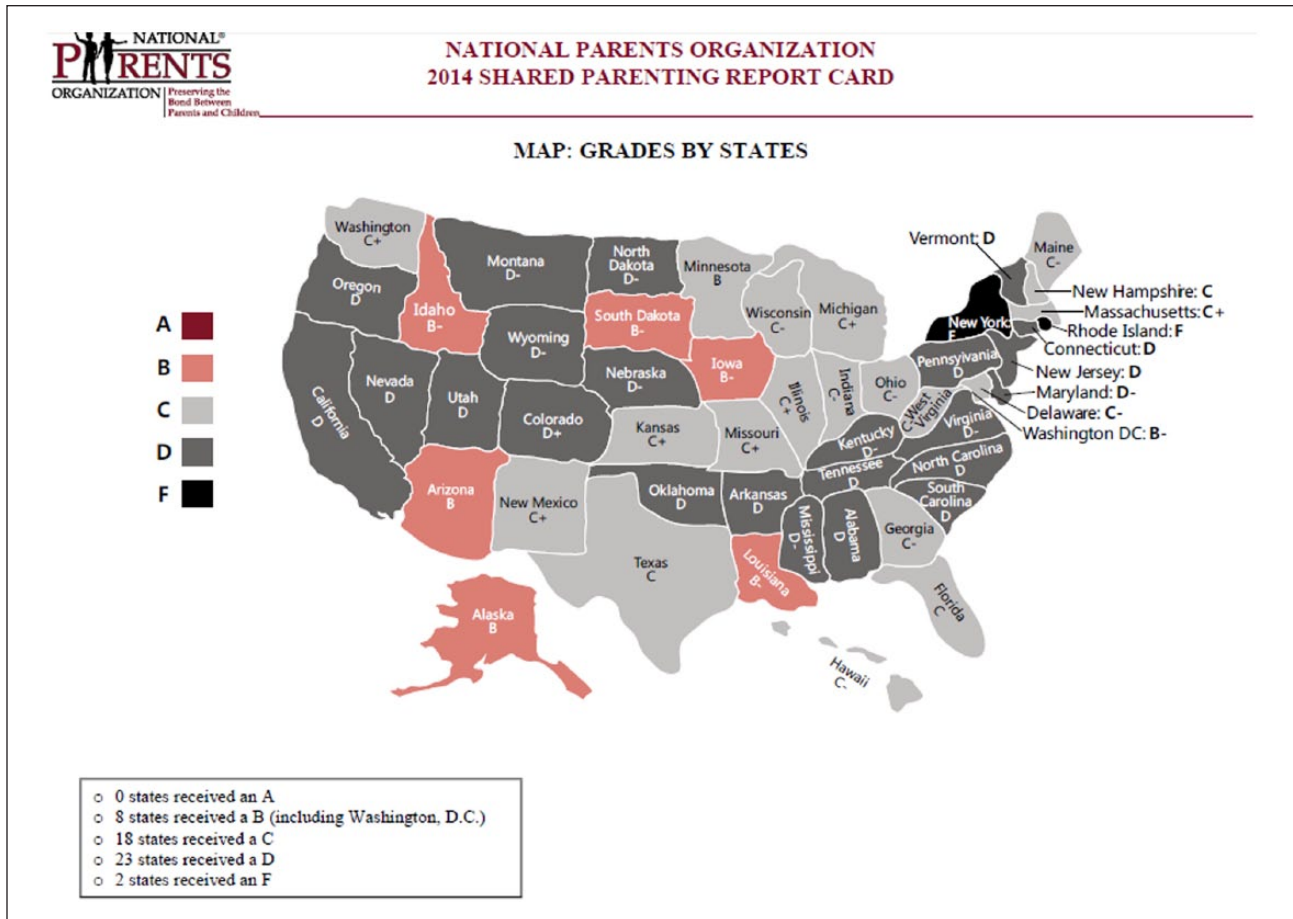 NATIONAL®
PARENTS
ORGANIZATION
Preserving the
Bond Between
Parents and Children
NATIONAL PARENTS ORGANIZATION
2014 SHARED PARENTING REPORT CARD
MAP: GRADES BY STATES
A
B
C
D
F
Washington
C+
Oregon
D
California
D
Idaho
B-
Nevada
D
Montana
D-
Wyoming
D-
Utah
D
Colorado
D+
Arizona
B
New Mexico
C+
North
Dakota
D-
South Dakota
B-
Nebraska
D-
Kansas
C+
Oklahoma
D
Texas
C
Minnesota
B
Iowa
B-
Missouri
C+
Arkansas
D
Louisiana
B-
Wisconsin
C-
Illinois
C+
Michigan
C+
Indiana
C-
Ohio
C-
Kentucky
D-
Tennessee
D
Mississippi
D-
Alabama
D
Georgia
C-
Florida
C
South
Carolina
D
North Carolina
D
Virginia
D-
West
Virginia
C-
Pennsylvania
D
New York:
F
Maine
C-
Vermont: D
New Hampshire: C
Massachusetts: C+
Rhode Island: F
Connecticut: D
New Jersey: D
Maryland: D-
Delaware: C-
Washington DC: B-
Alaska
B
Hawaii
C-
0 states received an A
8 states received a B (including Washington, D.C.)
18 states received a C
23 states received a D
2 states received an F